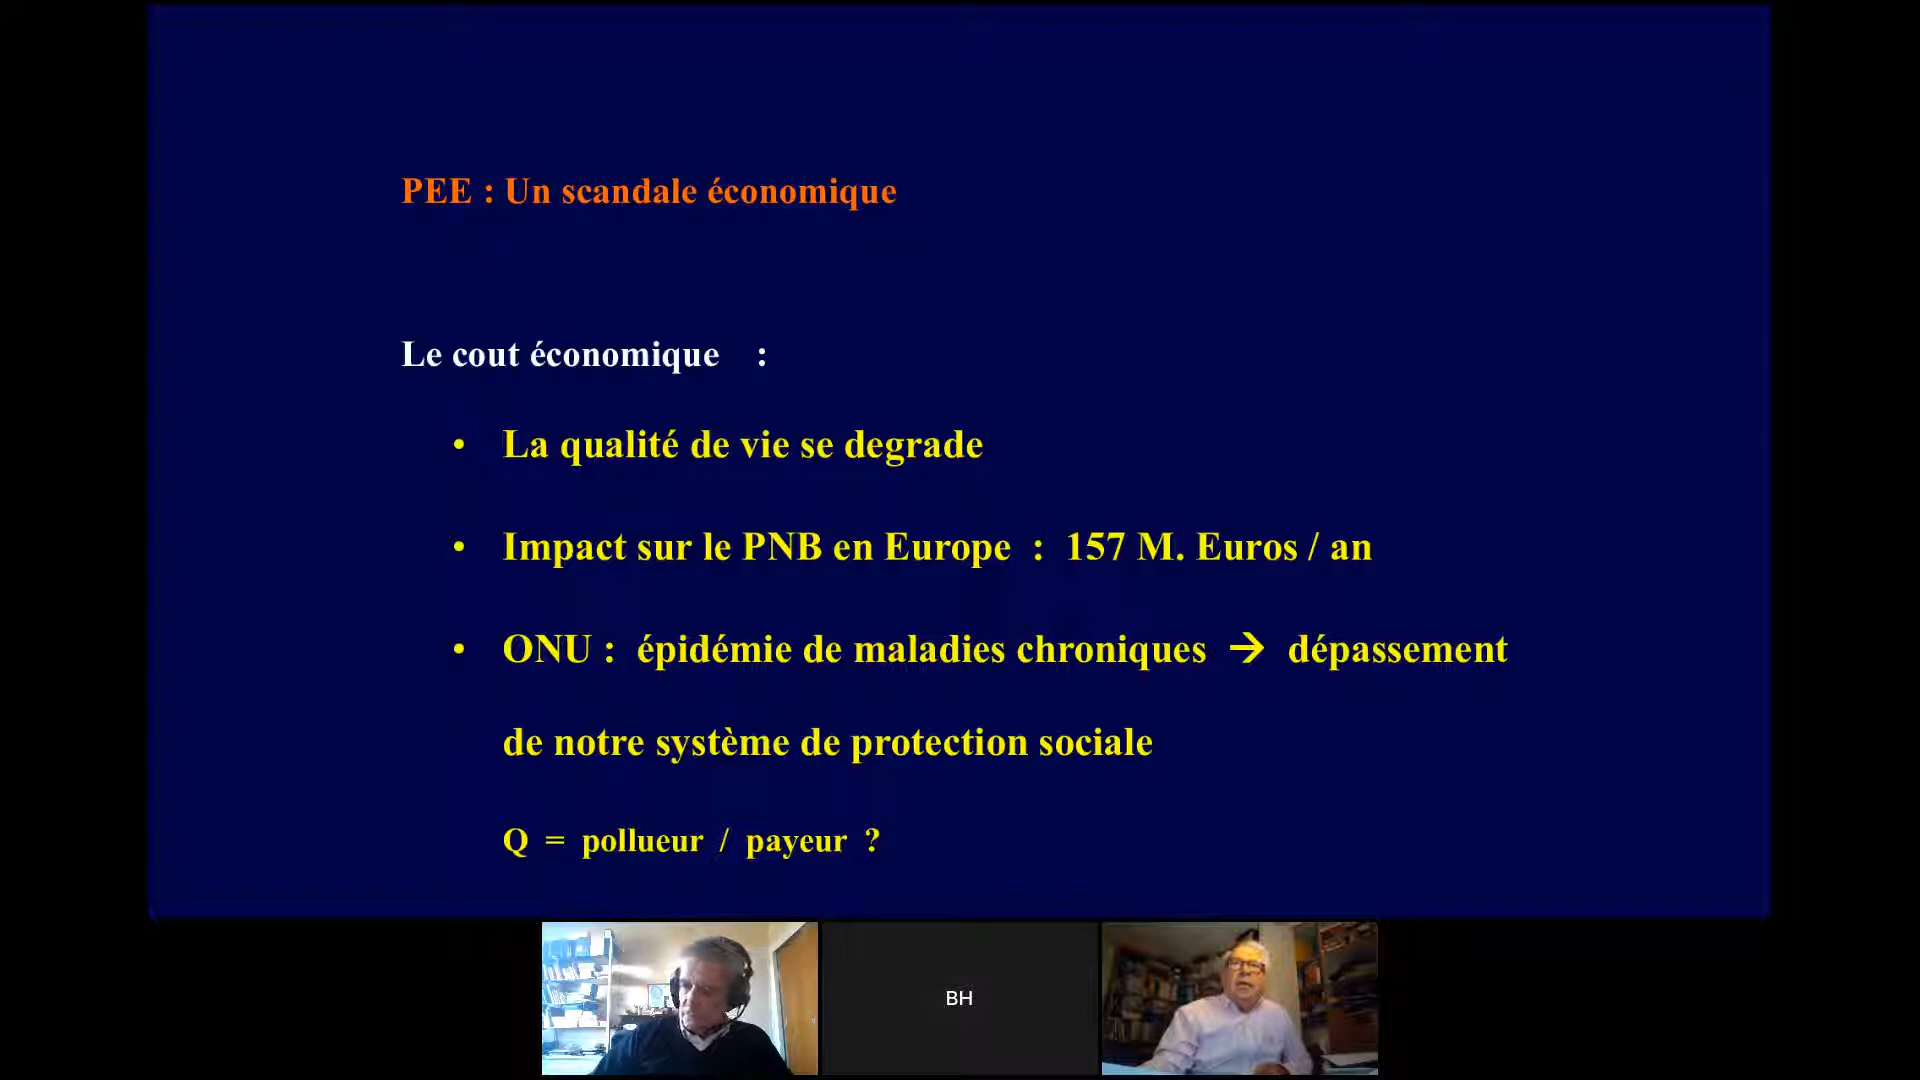 PEE : Un scandale économique
Le cout économique :
• La qualité de vie se degrade
• Impact sur le PNB en Europe : 157 M. Euros / an
• ONU : épidémie de maladies chroniques → dépassement
de notre système de protection sociale
Q = pollueur / payeur ?
BH